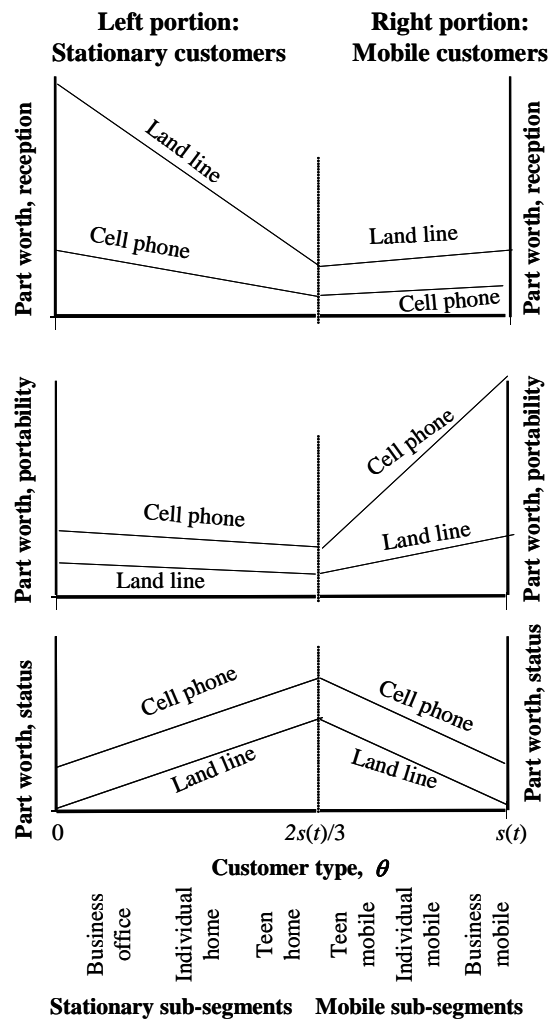 Left portion:
Stationary customers
Right portion:
Mobile customers
Part worth, reception
Land line
Cell phone
Land line
Cell phone
Part worth, reception
Part worth, portability
Cell phone
Land line
Cell phone
Land line
Part worth, portability
Part worth, status
Cell phone
Land line
Cell phone
Land line
Part worth, status
0
2s(t)/3
s(t)
Customer type, θ
Business
office
Individual
home
Teen
home
Teen
mobile
Individual
mobile
Business
mobile
Stationary sub-segments
Mobile sub-segments